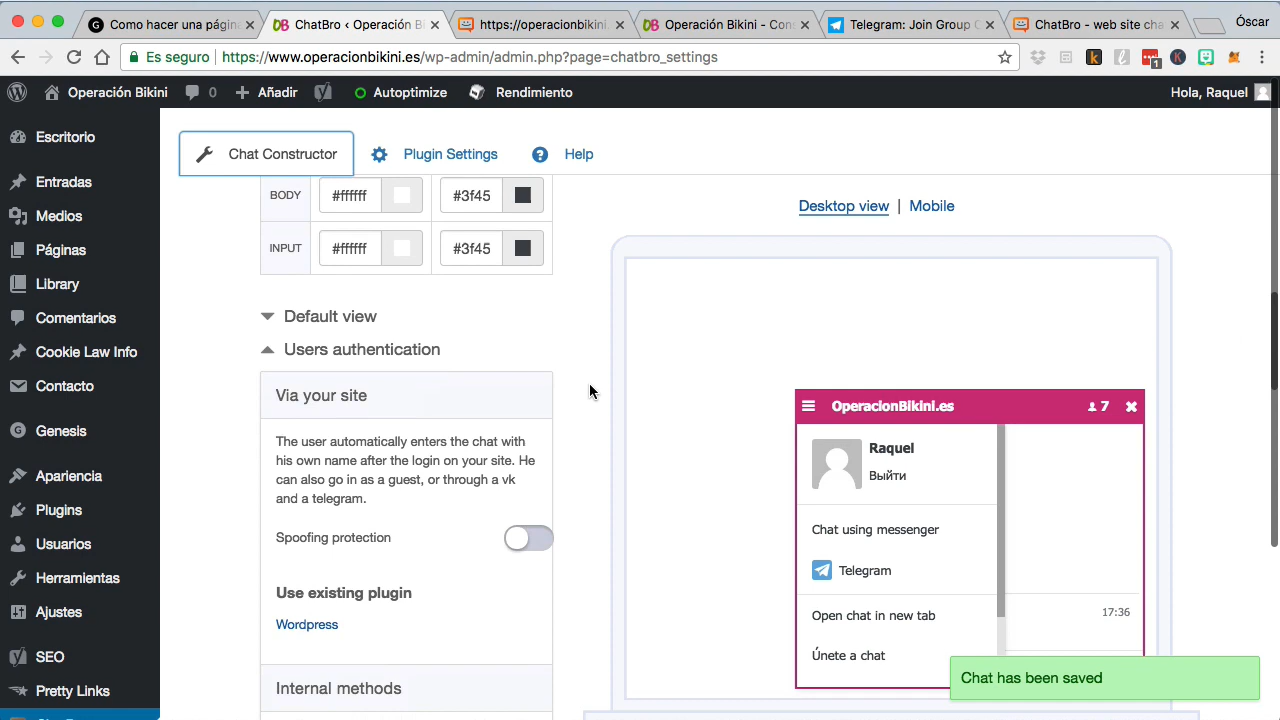 Como hacer una págin
ChatBro ‹ Operación B
https://operacionbikini.
Operación Bikini - Con
Telegram: Join Group C
ChatBro - web site cha
Óscar
Es seguro
https://www.operacionbikini.es/wp-admin/admin.php?page=chatbro_settings
1
Operación Bikini
0
Añadir
Autoptimize
Rendimiento
Hola, Raquel
Escritorio
Entradas
Medios
Páginas
Library
Comentarios
Cookie Law Info
Contacto
Genesis
Apariencia
Plugins
Usuarios
Herramientas
Ajustes
SEO
Pretty Links
Chat Constructor
Plugin Settings
Help
BODY
#ffffff
#3f45
INPUT
#ffffff
#3f45
Default view
Users authentication
Via your site
The user automatically enters the chat with
his own name after the login on your site. He
can also go in as a guest, or through a vk
and a telegram.
Spoofing protection
Use existing plugin
Wordpress
Internal methods
Desktop view | Mobile
OperacionBikini.es
7
Raquel
Выйти
Chat using messenger
Telegram
Open chat in new tab
Únete a chat
17:36
Chat has been saved